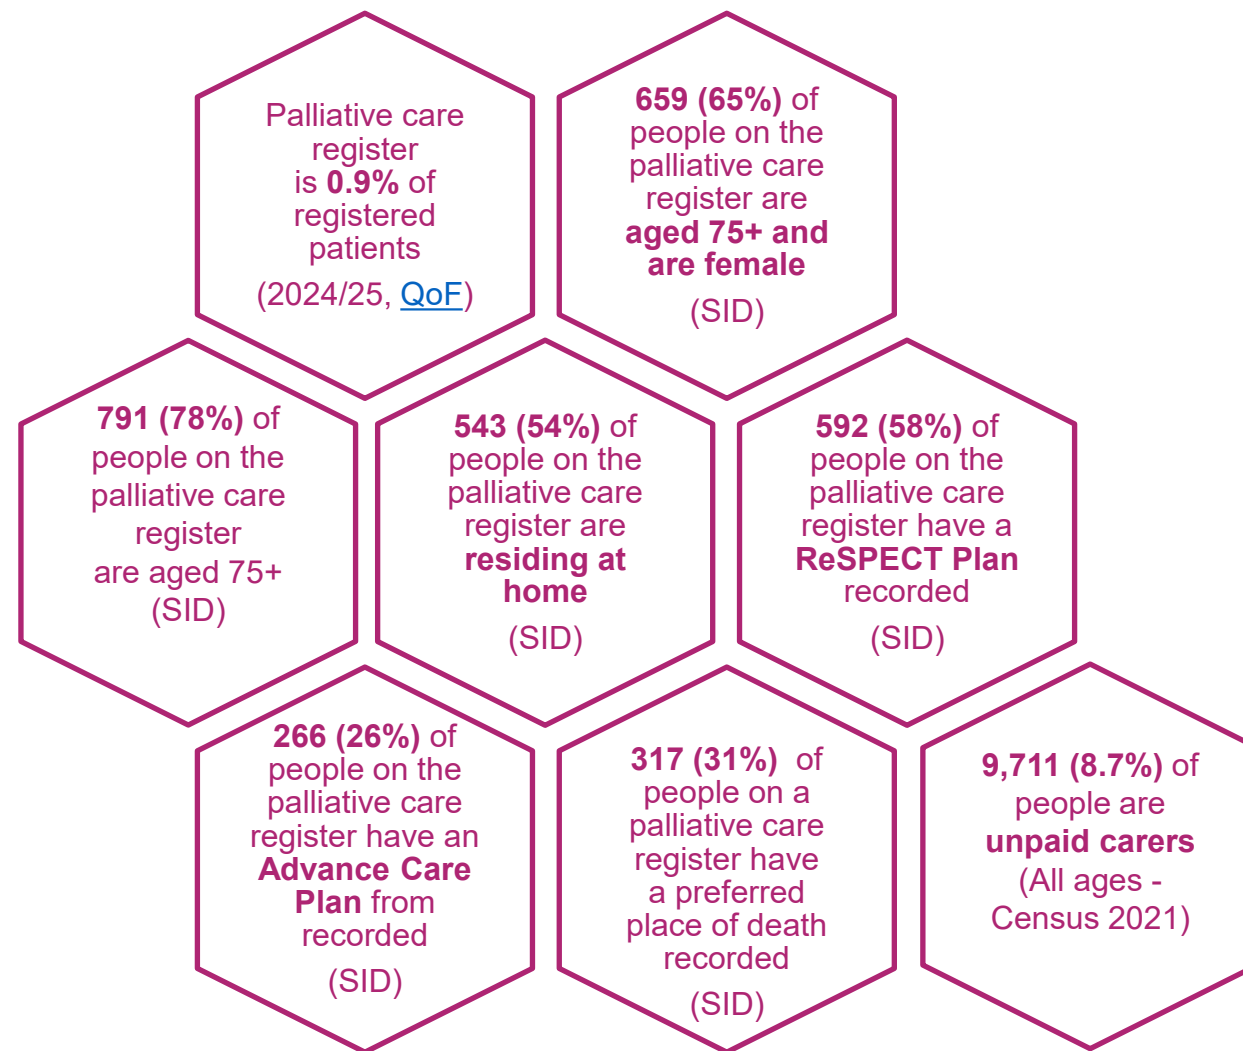 Palliative care
register
is 0.9% of
registered
patients
(2024/25, QoF)
659 (65%) of
people on the
palliative care
register are
aged 75+ and
are female
(SID)
791 (78%) of
people on the
palliative care
register
are aged 75+
(SID)
543 (54%) of
people on the
palliative care
register are
residing at
home
(SID)
592 (58%) of
people on the
palliative care
register have a
ReSPECT Plan
recorded
(SID)
266 (26%) of
people on the
palliative care
register have an
Advance Care
Plan from
recorded
(SID)
317 (31%) of
people on a
palliative care
register have
a preferred
place of death
recorded
(SID)
9,711 (8.7%) of
people are
unpaid carers
(All ages -
Census 2021)